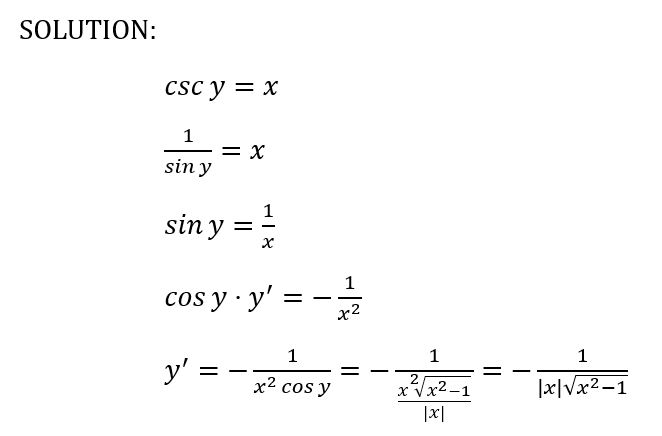 SOLUTION:
csc y = x
1/(sin y) = x
sin y = 1/x
cos y · y′ = −1/x²
y′ = −1/(x² cos y) = −1/((x²√(x²−1))/|x|) = −1/(|x|√(x²−1))